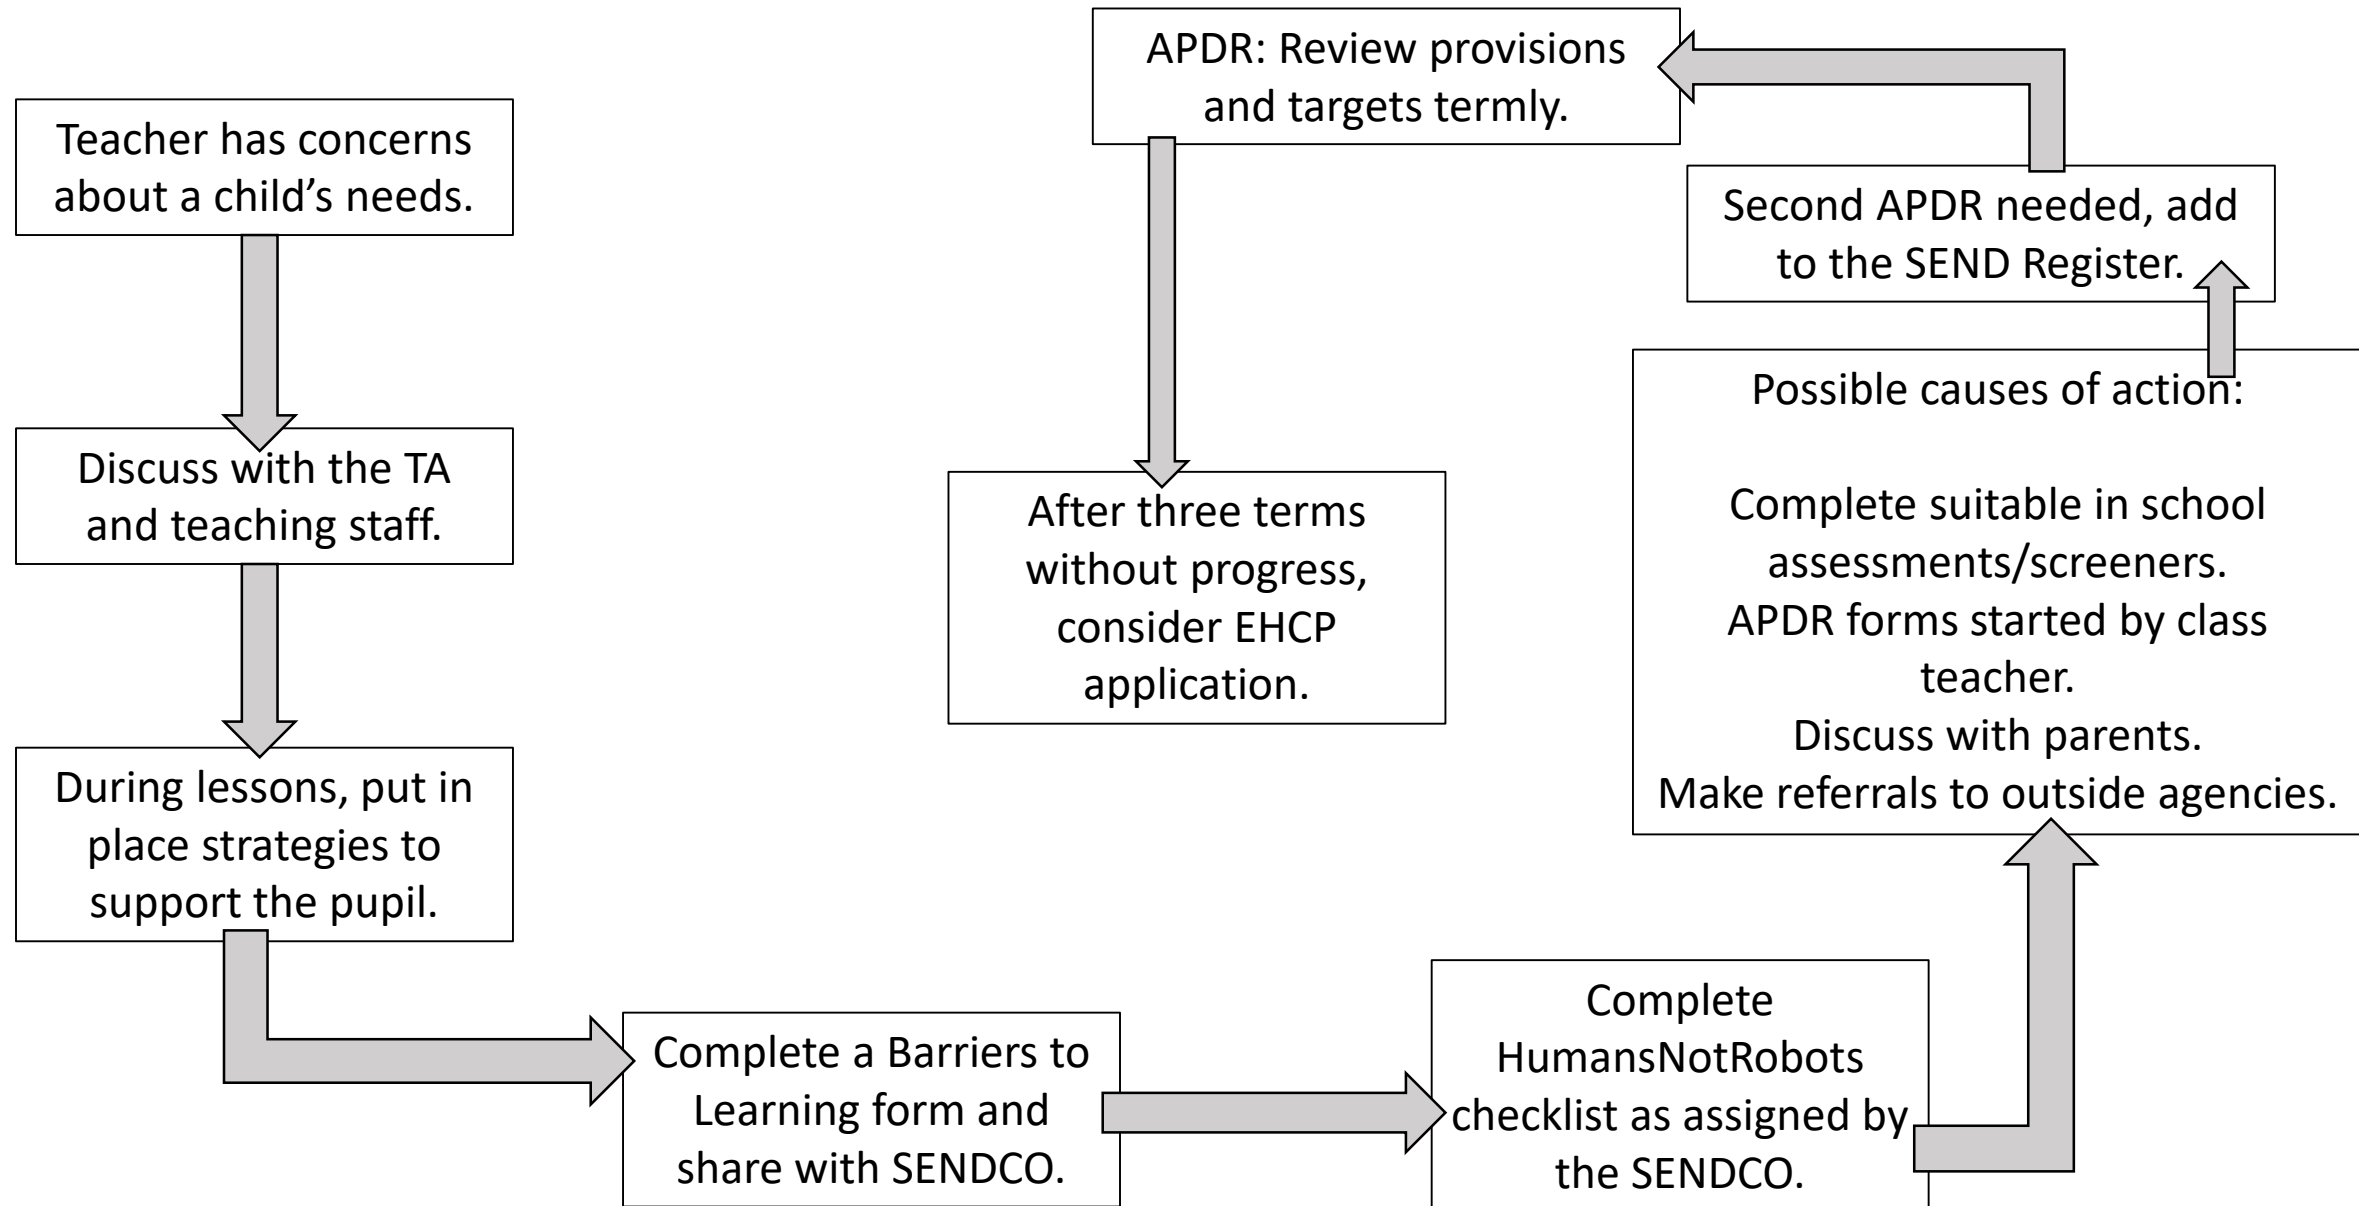 Teacher has concerns
about a child’s needs.
Discuss with the TA
and teaching staff.
During lessons, put in
place strategies to
support the pupil.
Complete a Barriers to
Learning form and
share with SENDCO.
Complete
HumansNotRobots
checklist as assigned by
the SENDCO.
Possible causes of action:
Complete suitable in school
assessments/screeners.
APDR forms started by class
teacher.
Discuss with parents.
Make referrals to outside agencies.
Second APDR needed, add
to the SEND Register.
APDR: Review provisions
and targets termly.
After three terms
without progress,
consider EHCP
application.